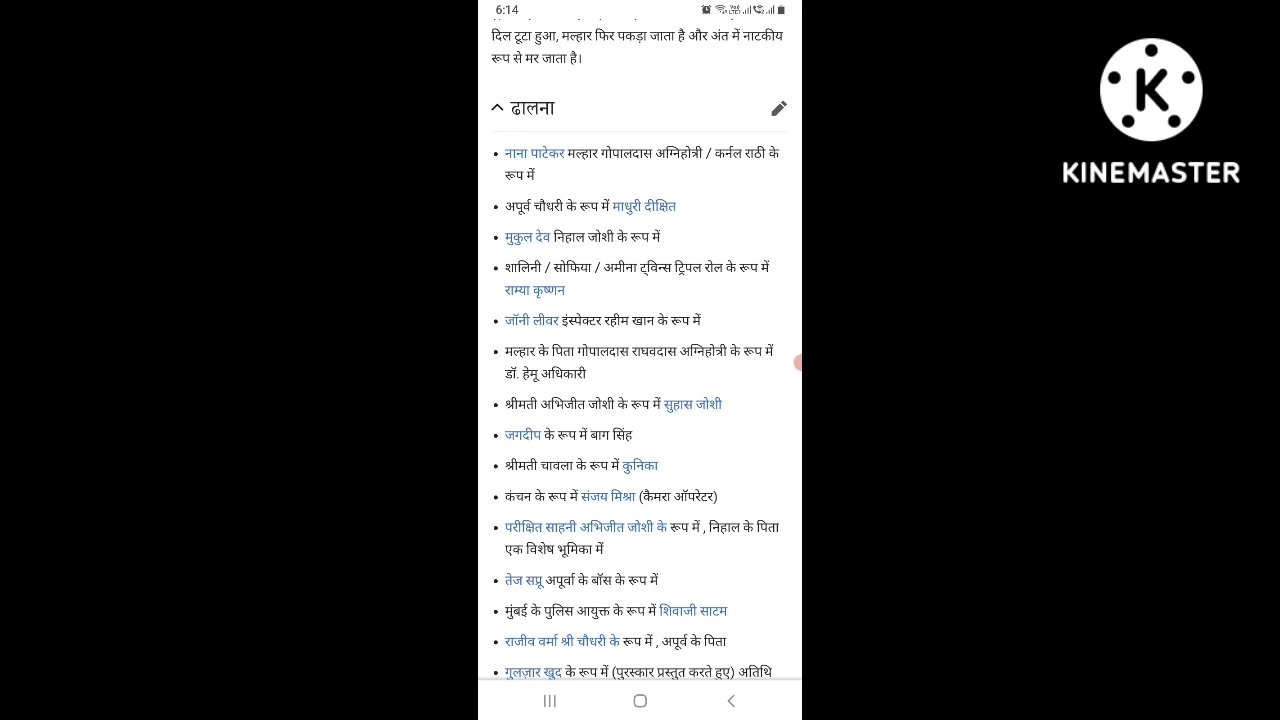 6:14
दिल टूटा हुआ, मल्हार फिर पकड़ा जाता है और अंत में नाटकीय
रूप से मर जाता है।
ढालना
नाना पाटेकर मल्हार गोपालदास अग्निहोत्री / कर्नल राठी के
रूप में
अपूर्व चौधरी के रूप में माधुरी दीक्षित
मुकुल देव निहाल जोशी के रूप में
शालिनी / सोफिया / अमीना ट्विन्स ट्रिपल रोल के रूप में
राम्या कृष्णन
जॉनी लीवर इंस्पेक्टर रहीम खान के रूप में
मल्हार के पिता गोपालदास राघवदास अग्निहोत्री के रूप में
डॉ. हेमू अधिकारी
श्रीमती अभिजीत जोशी के रूप में सुहास जोशी
जगदीप के रूप में बाग सिंह
श्रीमती चावला के रूप में कुनिका
कंचन के रूप में संजय मिश्रा (कैमरा ऑपरेटर)
परीक्षित साहनी अभिजीत जोशी के रूप में , निहाल के पिता
एक विशेष भूमिका में
तेज सप्रू अपूर्वा के बॉस के रूप में
मुंबई के पुलिस आयुक्त के रूप में शिवाजी साटम
राजीव वर्मा श्री चौधरी के रूप में , अपूर्व के पिता
गुलज़ार खुद के रूप में (पुरस्कार प्रस्तुत करते हुए) अतिथि
K
KINEMASTER